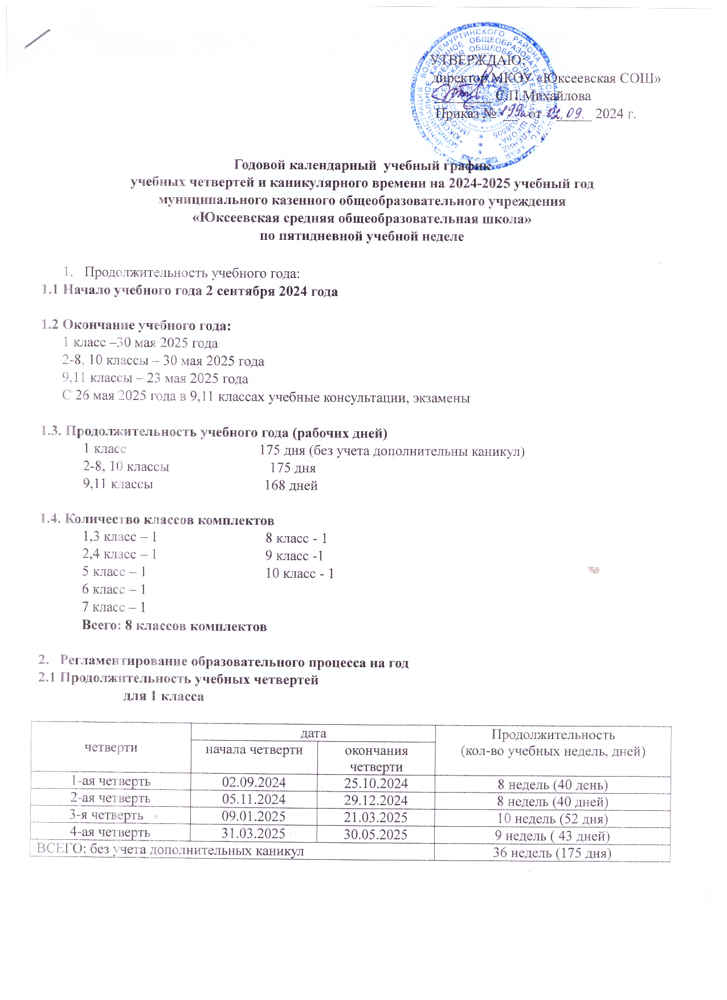 УТВЕРЖДАЮ:
директор МКОУ «Юксеевская СОШ»
С.П.Михайлова
Приказ № 199 от 02.09. 2024 г.
Годовой календарный учебный график
учебных четвертей и каникулярного времени на 2024-2025 учебный год
муниципального казенного общеобразовательного учреждения
«Юксеевская средняя общеобразовательная школа»
по пятидневной учебной неделе
1. Продолжительность учебного года:
1.1 Начало учебного года 2 сентября 2024 года
1.2 Окончание учебного года:
1 класс –30 мая 2025 года
2-8, 10 классы – 30 мая 2025 года
9,11 классы – 23 мая 2025 года
С 26 мая 2025 года в 9,11 классах учебные консультации, экзамены
1.3. Продолжительность учебного года (рабочих дней)
1 класс 175 дня (без учета дополнительны каникул)
2-8, 10 классы 175 дня
9,11 классы 168 дней
1.4. Количество классов комплектов
1,3 класс – 1 8 класс - 1
2,4 класс – 1 9 класс -1
5 класс – 1 10 класс - 1
6 класс – 1
7 класс – 1
Всего: 8 классов комплектов
2. Регламентирование образовательного процесса на год
2.1 Продолжительность учебных четвертей
для 1 класса
четверти дата Продолжительность
(кол-во учебных недель, дней)
начала четверти окончания
четверти
1-ая четверть 02.09.2024 25.10.2024 8 недель (40 день)
2-ая четверть 05.11.2024 29.12.2024 8 недель (40 дней)
3-я четверть 09.01.2025 21.03.2025 10 недель (52 дня)
4-ая четверть 31.03.2025 30.05.2025 9 недель ( 43 дней)
ВСЕГО: без учета дополнительных каникул 36 недель (175 дня)